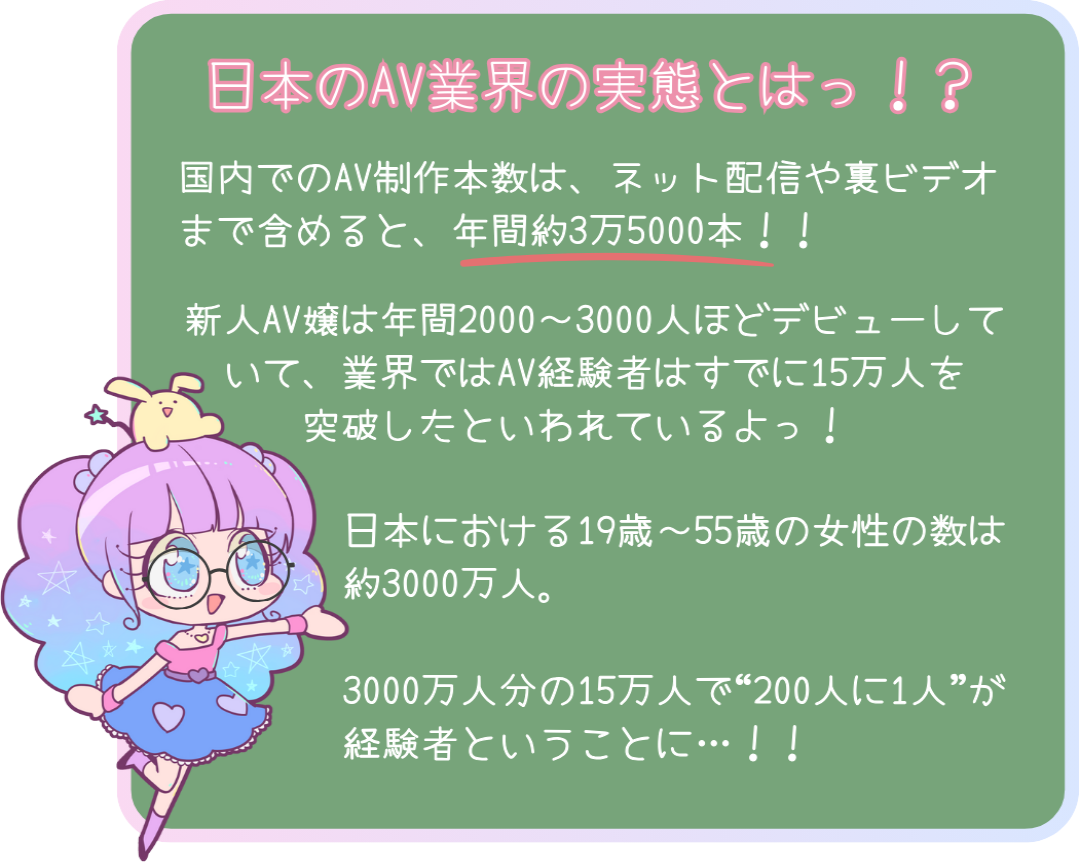 日本のAV業界の実態とはっ！？
国内でのAV制作本数は、ネット配信や裏ビデオ
まで含めると、年間約3万5000本！！
新人AV嬢は年間2000～3000人ほどデビューして
いて、業界ではAV経験者はすでに15万人を
突破したといわれているよっ！
日本における19歳～55歳の女性の数は
約3000万人。
3000万人分の15万人で“200人に1人”が
経験者ということに…！！